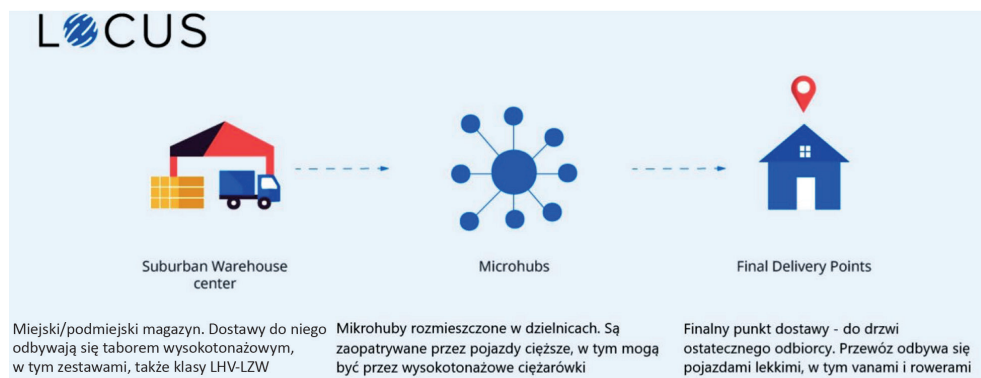 LOCUS
Suburban Warehouse
center
Microhubs
Final Delivery Points
Miejski/podmiejski magazyn. Dostawy do niego
odbywają się taborem wysokotonażowym,
w tym zestawami, także klasy LHV-LZW
Mikrohuby rozmieszczone w dzielnicach. Są
zaopatrywane przez pojazdy cięższe, w tym mogą
być przez wysokotonażowe ciężarówki
Finalny punkt dostawy - do drzwi
ostatecznego odbiorcy. Przewóz odbywa się
pojazdami lekkimi, w tym vanami i rowerami